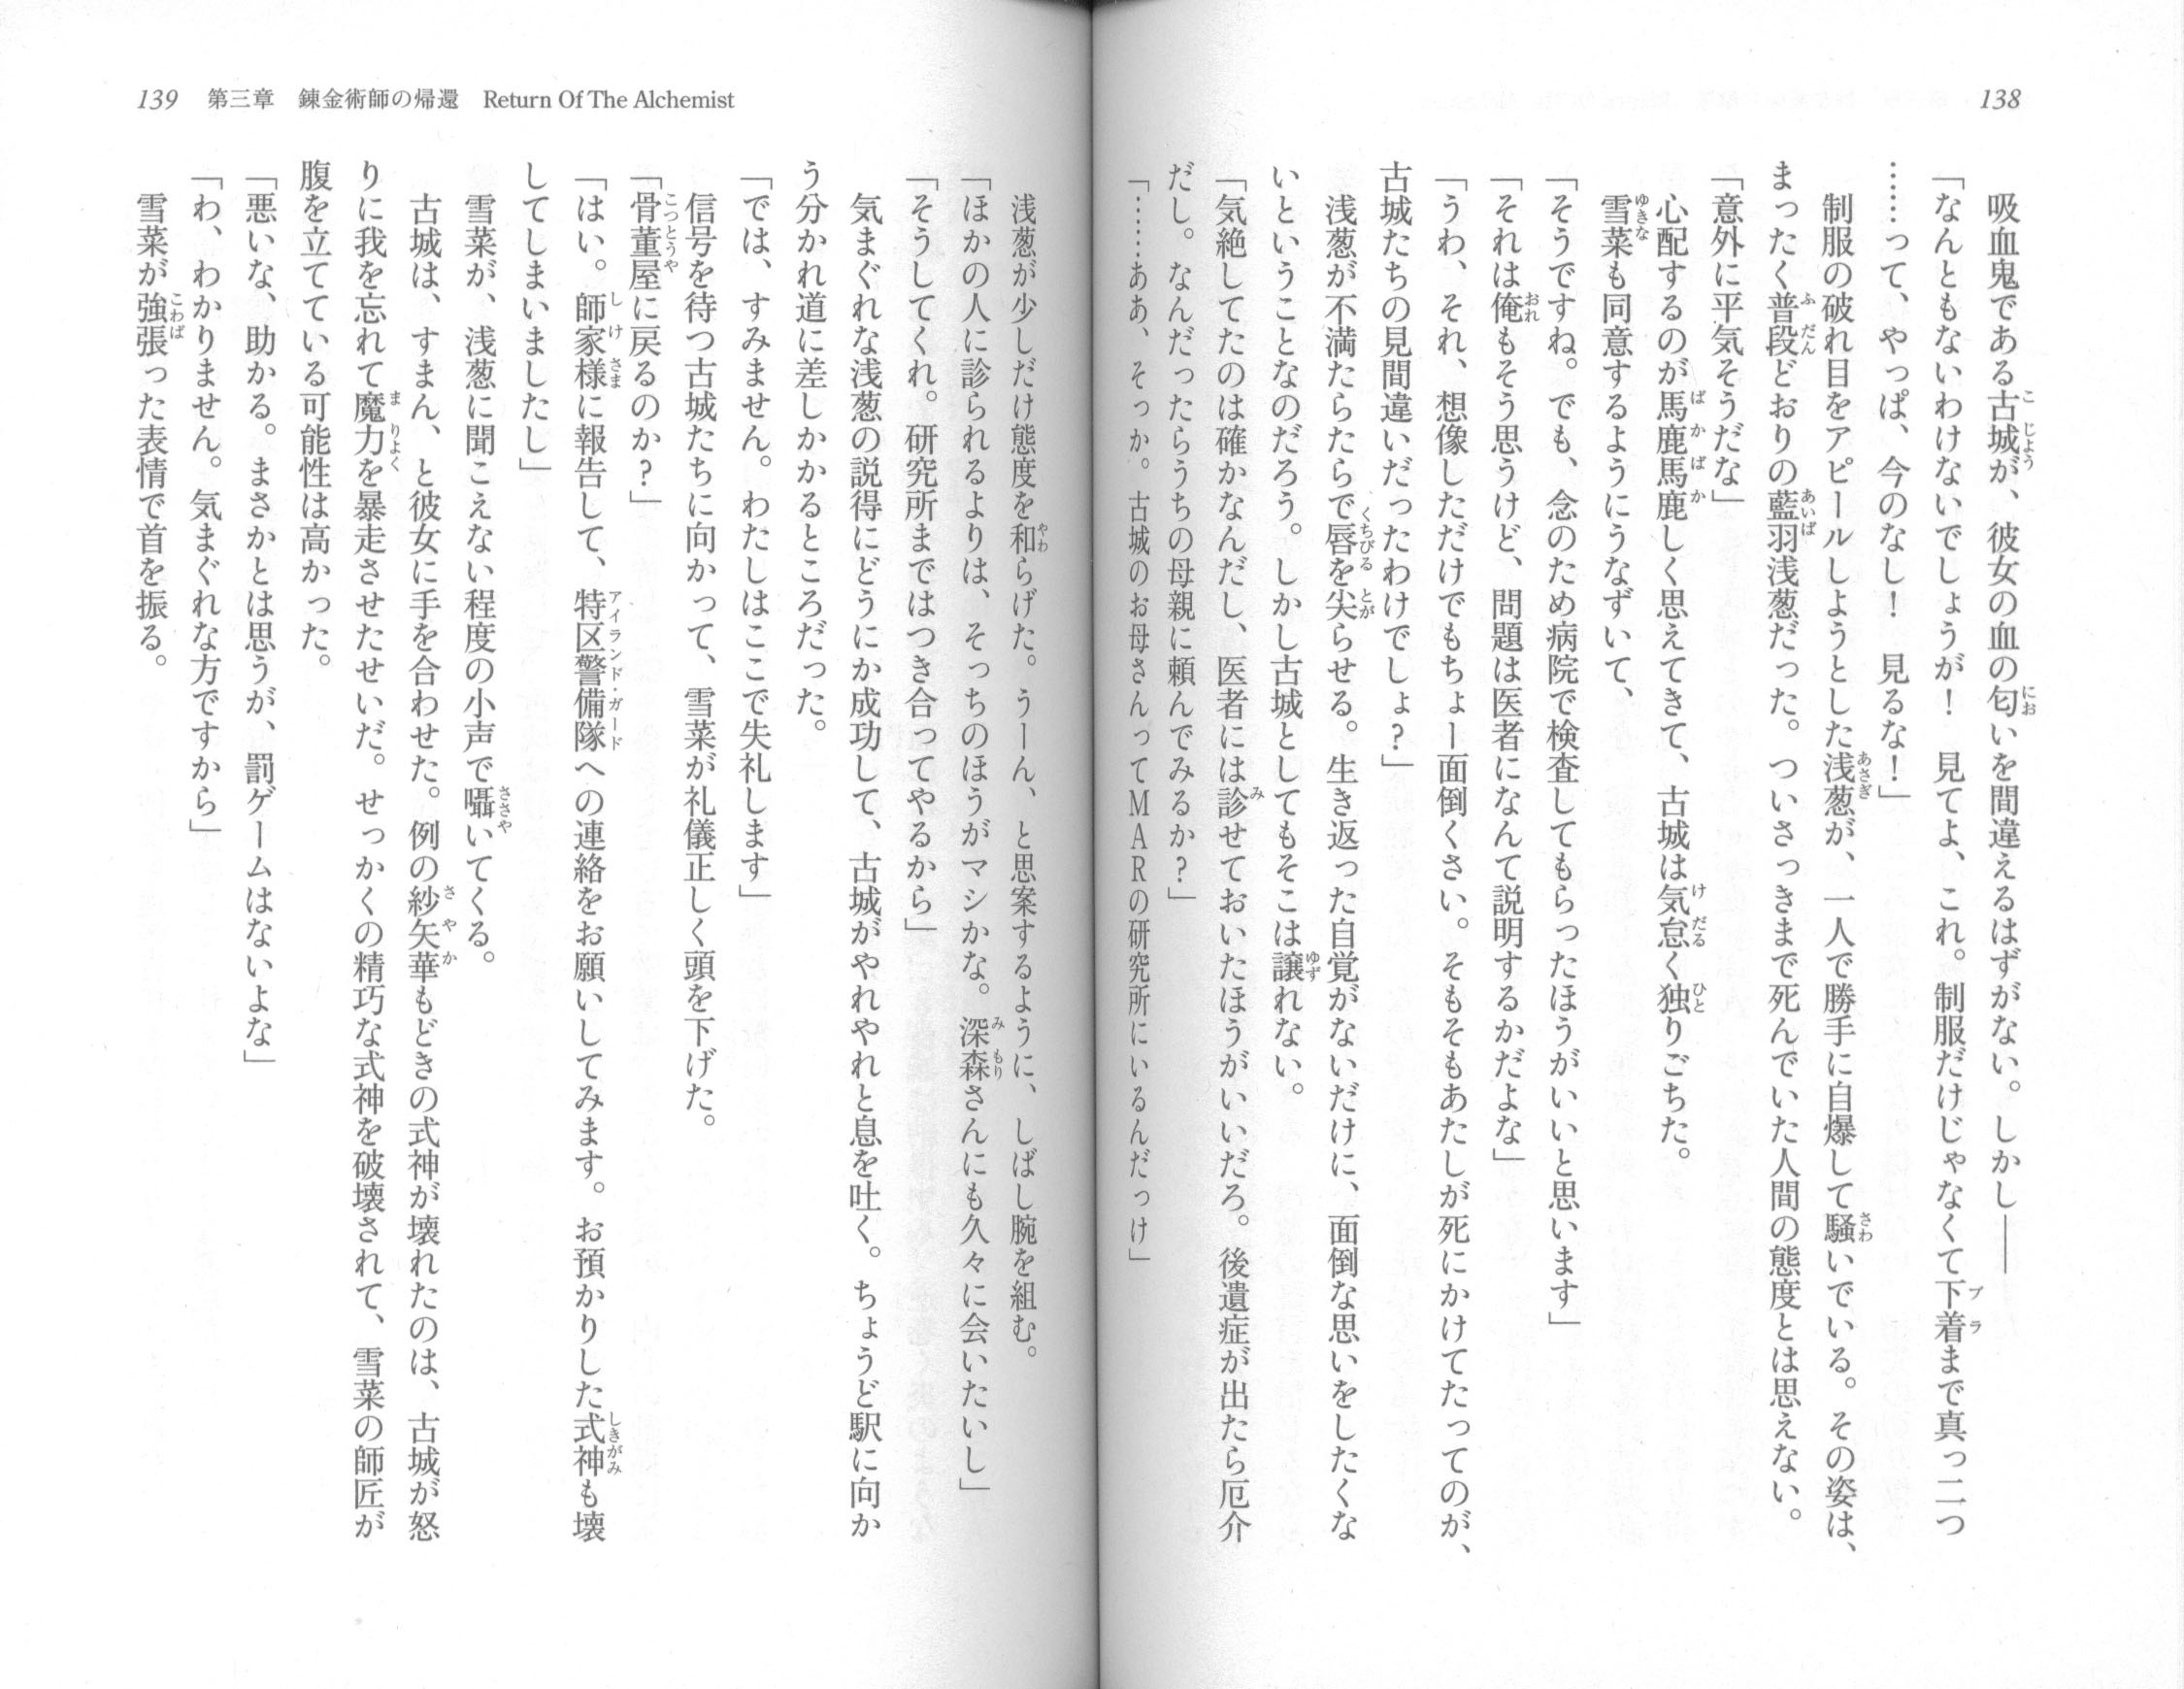 138
　吸血鬼である古城が、彼女の血の匂いを間違えるはずがない。しかし――
「なんともないわけないでしょうが！　見てよ、これ。制服だけじゃなくて下着まで真っ二つ
……って、やっぱ、今のなし！　見るな！」
　制服の破れ目をアピールしようとした浅葱が、一人で勝手に自爆して騒いでいる。その姿は、
まったく普段どおりの藍羽浅葱だった。ついさっきまで死んでいた人間の態度とは思えない。
「意外に平気そうだな」
　心配するのが馬鹿馬鹿しく思えてきて、古城は気怠く独りごちた。
　雪菜も同意するようにうなずいて、
「そうですね。でも、念のため病院で検査してもらったほうがいいと思います」
「それは俺もそう思うけど、問題は医者になんて説明するかだよな」
「うわ、それ、想像しただけでもちょー面倒くさい。そもそもあたしが死にかけてたってのが、
古城たちの見間違いだったわけでしょ？」
　浅葱が不満たらたらで唇を尖らせる。生き返った自覚がないだけに、面倒な思いをしたくな
いということなのだろう。しかし古城としてもそこは譲れない。
「気絶してたのは確かなんだし、医者には診せておいたほうがいいだろ。後遺症が出たら厄介
だし。なんだったらうちの母親に頼んでみるか？」
「……ああ、そっか。古城のお母さんってＭＡＲの研究所にいるんだっけ」
139　第三章　錬金術師の帰還　Return Of The Alchemist
　浅葱が少しだけ態度を和らげた。うーん、と思案するように、しばし腕を組む。
「ほかの人に診られるよりは、そっちのほうがマシかな。深森さんにも久々に会いたいし」
「そうしてくれ。研究所まではつき合ってやるから」
　気まぐれな浅葱の説得にどうにか成功して、古城がやれやれと息を吐く。ちょうど駅に向か
う分かれ道に差しかかるところだった。
「では、すみません。わたしはここで失礼します」
　信号を待つ古城たちに向かって、雪菜が礼儀正しく頭を下げた。
「骨董屋に戻るのか？」
「はい。師家様に報告して、特区警備隊への連絡をお願いしてみます。お預かりした式神も壊
してしまいましたし」
　雪菜が、浅葱に聞こえない程度の小声で囁いてくる。
　古城は、すまん、と彼女に手を合わせた。例の紗矢華もどきの式神が壊れたのは、古城が怒
りに我を忘れて魔力を暴走させたせいだ。せっかくの精巧な式神を破壊されて、雪菜の師匠が
腹を立てている可能性は高かった。
「悪いな、助かる。まさかとは思うが、罰ゲームはないよな」
「わ、わかりません。気まぐれな方ですから」
　雪菜が強張った表情で首を振る。